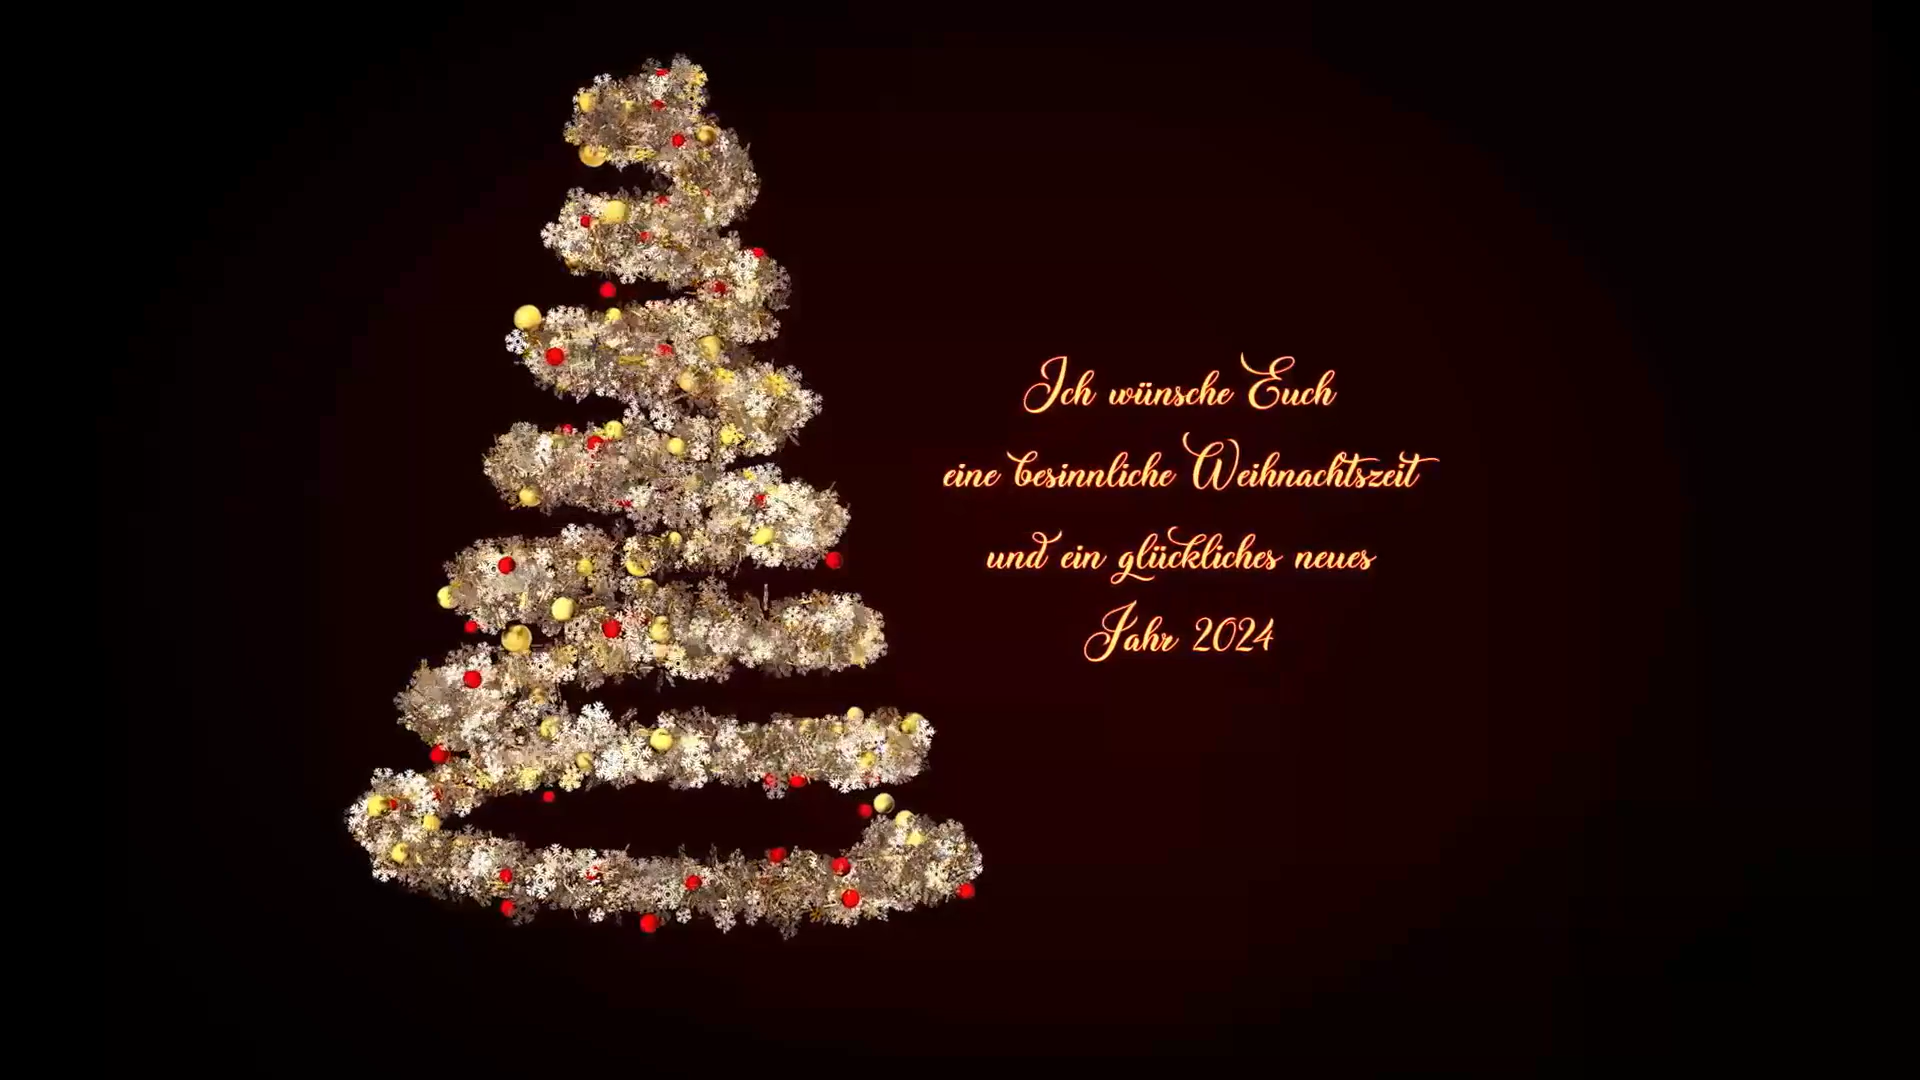 Ich wünsche Euch
eine besinnliche Weihnachtszeit
und ein glückliches neues
Jahr 2024